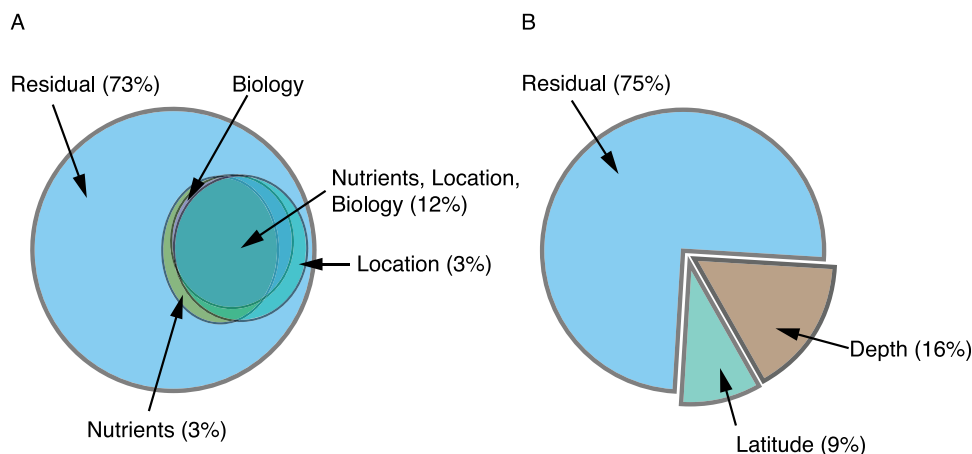 A
B
Residual (73%)
Biology
Nutrients, Location,
Biology (12%)
Location (3%)
Nutrients (3%)
Residual (75%)
Depth (16%)
Latitude (9%)